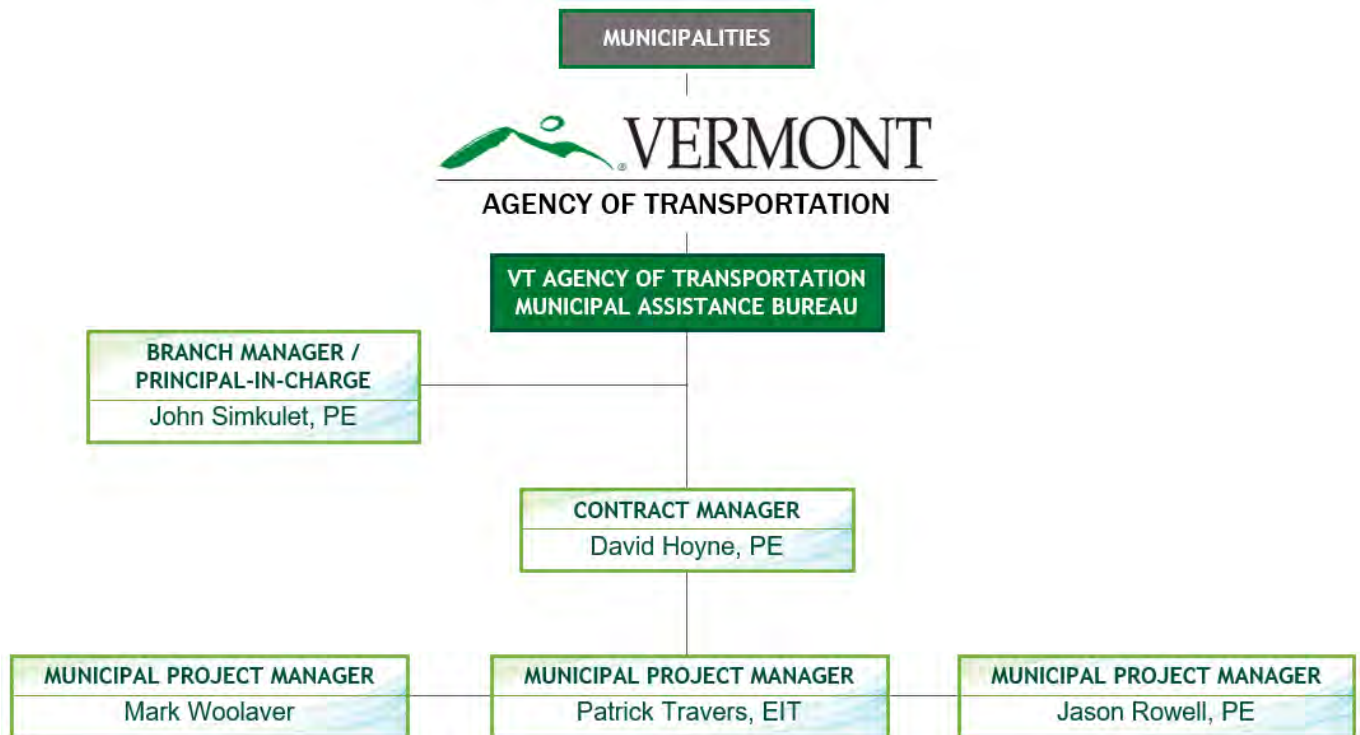 MUNICIPALITIES
VERMONT
AGENCY OF TRANSPORTATION
VT AGENCY OF TRANSPORTATION
MUNICIPAL ASSISTANCE BUREAU
BRANCH MANAGER /
PRINCIPAL-IN-CHARGE
John Simkulet, PE
CONTRACT MANAGER
David Hoyne, PE
MUNICIPAL PROJECT MANAGER
Mark Woolaver
MUNICIPAL PROJECT MANAGER
Patrick Travers, EIT
MUNICIPAL PROJECT MANAGER
Jason Rowell, PE